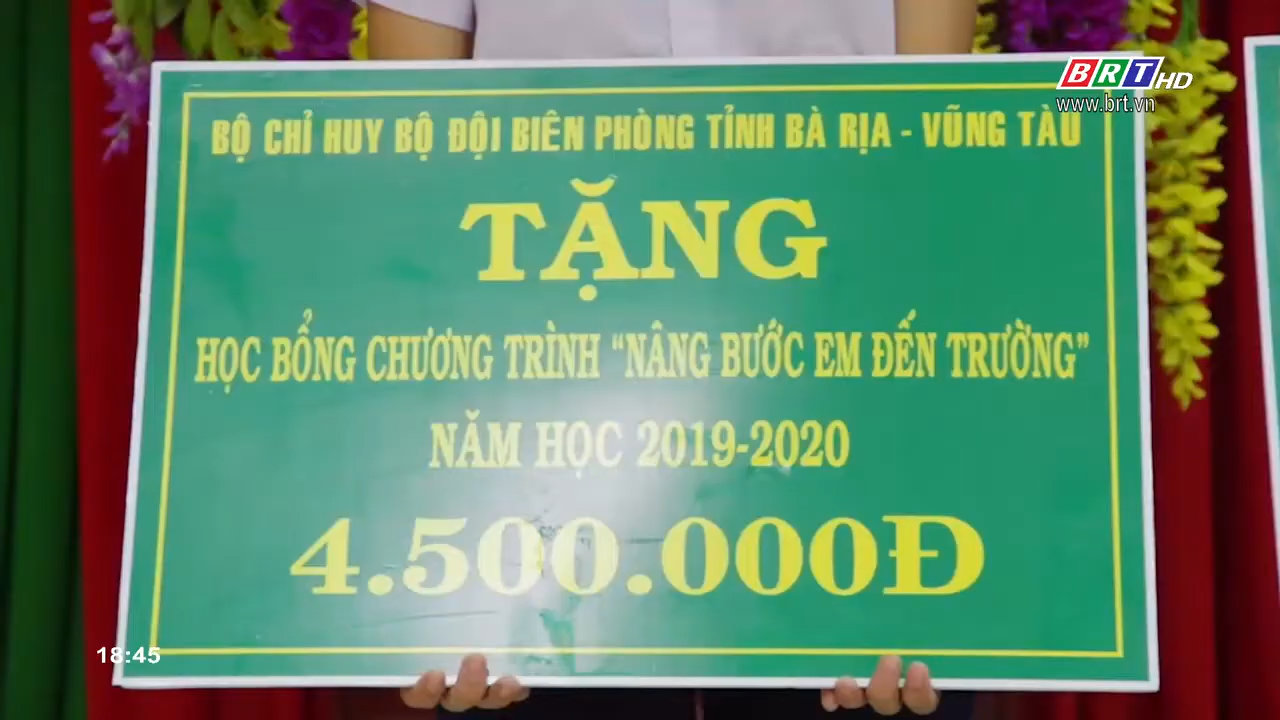 BRT HD
www.brt.vn
BỘ CHỈ HUY BỘ ĐỘI BIÊN PHÒNG TỈNH BÀ RỊA - VŨNG TÀU
TẶNG
HỌC BỔNG CHƯƠNG TRÌNH “NÂNG BƯỚC EM ĐẾN TRƯỜNG”
NĂM HỌC 2019-2020
4.500.000Đ
18:45